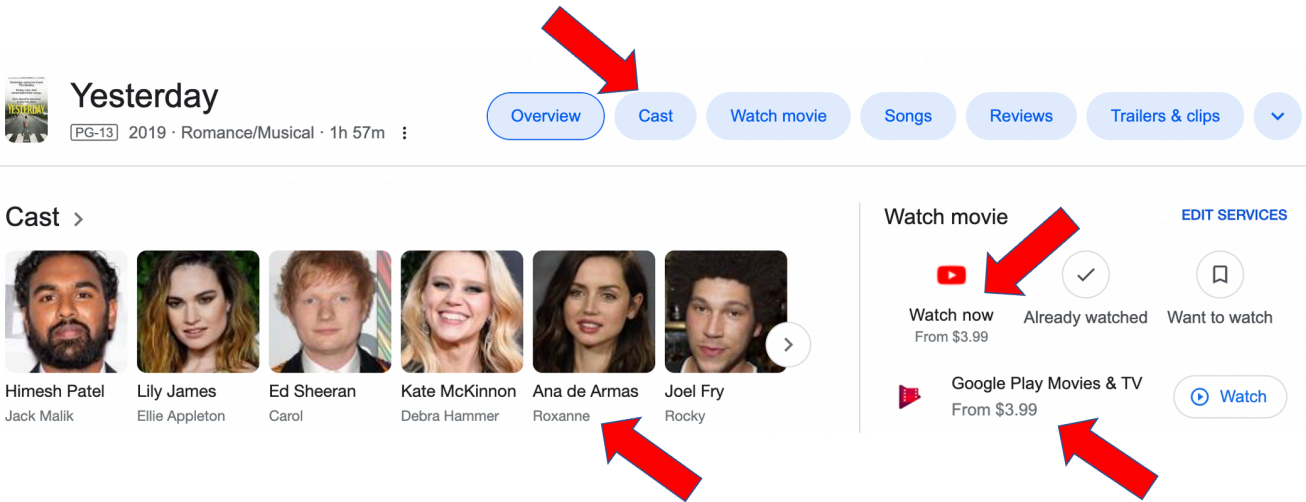 Yesterday
PG-13 2019 · Romance/Musical · 1h 57m
Overview
Cast
Watch movie
Songs
Reviews
Trailers & clips
YESTERDAY
Cast
Himesh Patel
Jack Malik
Lily James
Ellie Appleton
Ed Sheeran
Carol
Kate McKinnon
Debra Hammer
Ana de Armas
Roxanne
Joel Fry
Rocky
Watch movie
EDIT SERVICES
Watch now
From $3.99
Already watched
Want to watch
Google Play Movies & TV
From $3.99
Watch